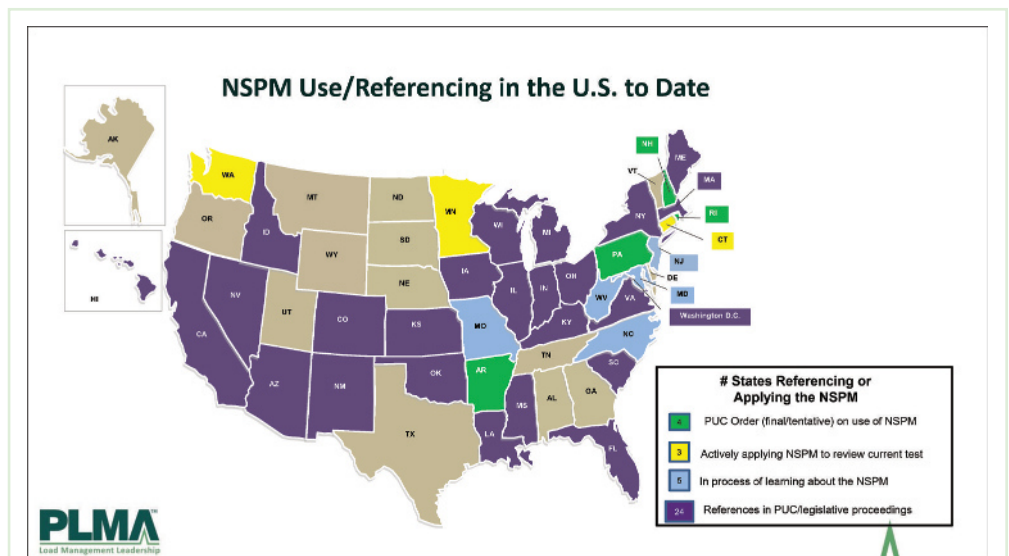 NSPM Use/Referencing in the U.S. to Date
AK
HI
WA
OR
CA
NV
ID
MT
WY
UT
AZ
CO
NM
ND
SD
NE
KS
OK
TX
MN
IA
MO
AR
LA
WI
IL
MI
IN
OH
KY
TN
MS
AL
GA
FL
SC
NC
VA
WV
PA
NY
VT
NH
ME
MA
RI
CT
NJ
DE
MD
Washington D.C.
# States Referencing or
Applying the NSPM
4 PUC Order (final/tentative) on use of NSPM
3 Actively applying NSPM to review current test
5 In process of learning about the NSPM
24 References in PUC/legislative proceedings
PLMA
Load Management Leadership